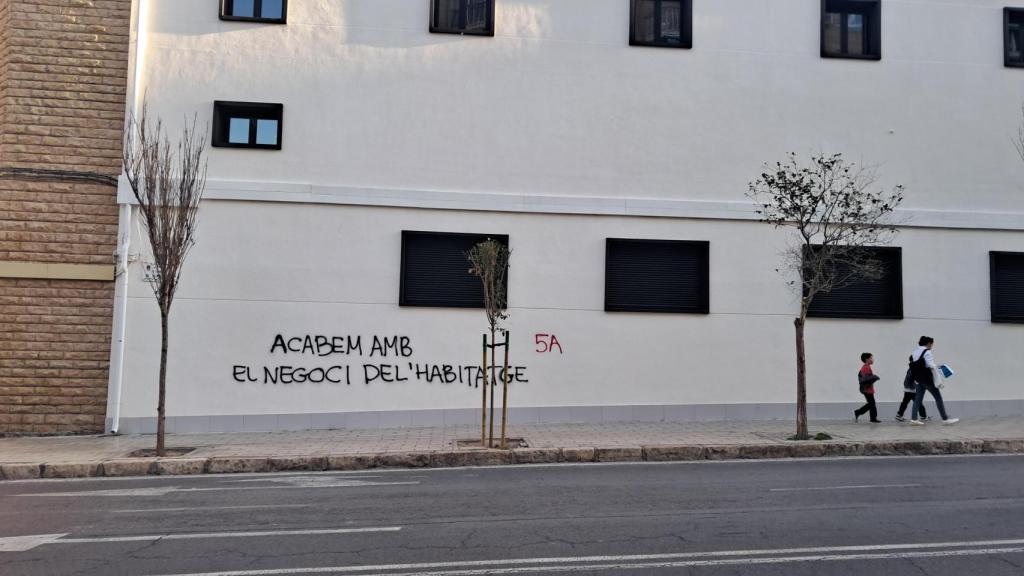 ACABEM AMB
5A
EL NEGOCI DEL'HABITATGE